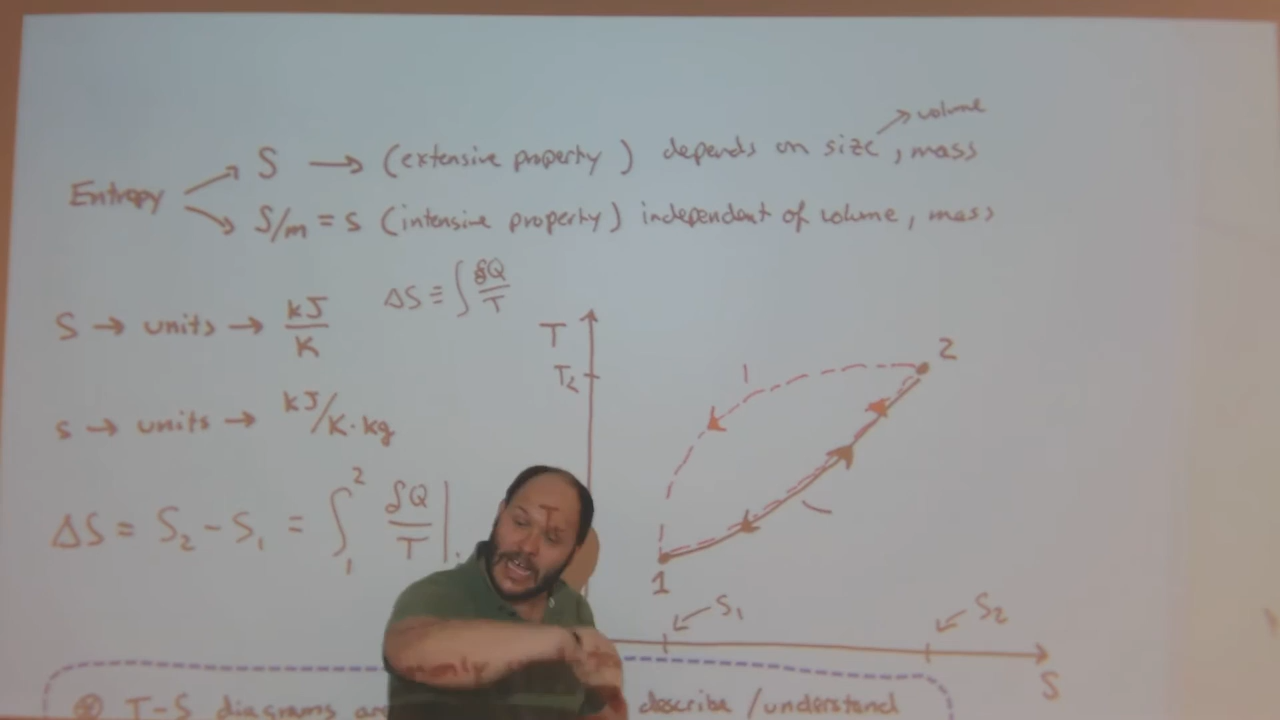 volume
S → (extensive property) depends on size, mass
Entropy
S/m = s (intensive property) independent of volume, mass
ΔS ≡ ∫ δQ/T
S → units → kJ/K
s → units → kJ/K·kg
ΔS = S₂ - S₁ = ∫₁² δQ/T |
T
T₂
2
1
S₁
S₂
S
T-S diagrams describe/understand